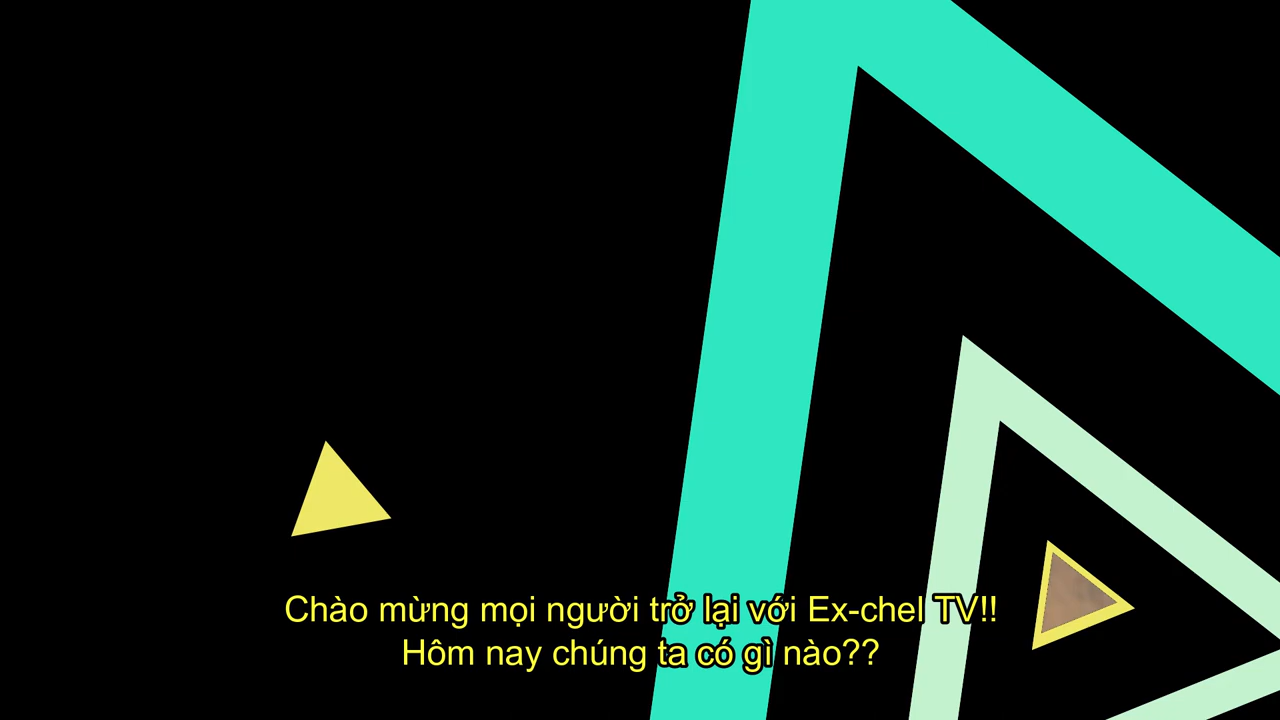 Chào mừng mọi người trở lại với Ex-chel TV!!
Hôm nay chúng ta có gì nào??